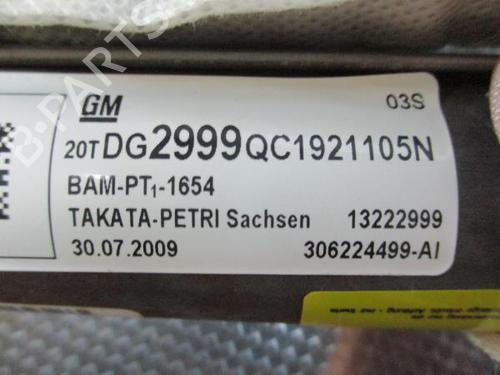 GM
03S
20TDG2999QC1921105N
BAM-PT1-1654
TAKATA-PETRI Sachsen 13222999
30.07.2009 306224499-AI
B-PARTS